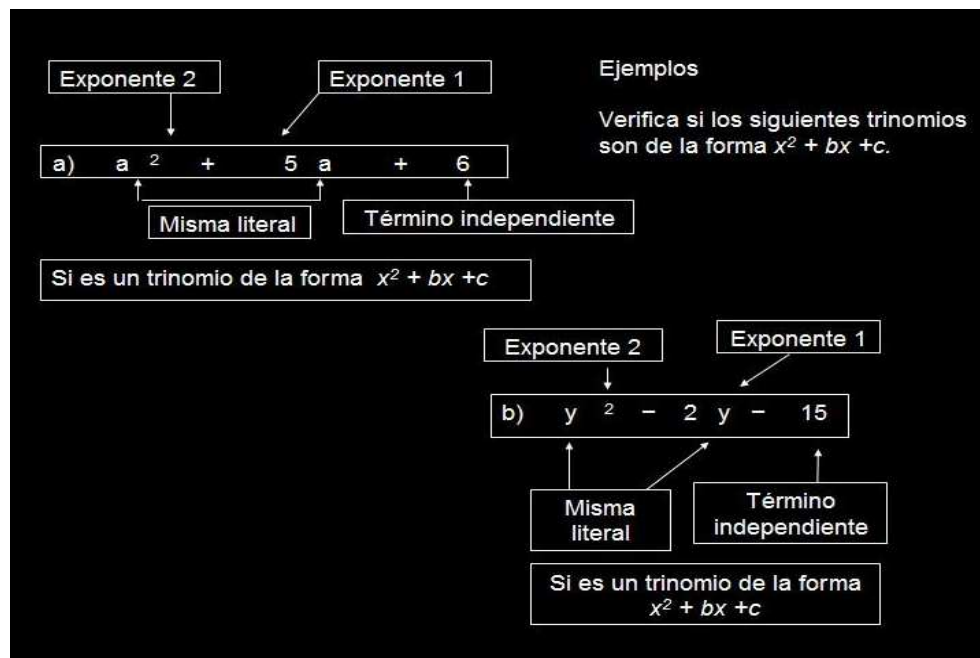 Exponente 2
Exponente 1
a) a ² + 5 a + 6
Misma literal
Término independiente
Si es un trinomio de la forma x² + bx +c
Ejemplos
Verifica si los siguientes trinomios
son de la forma x² + bx +c.
Exponente 2
Exponente 1
b) y ² – 2 y – 15
Misma
literal
Término
independiente
Si es un trinomio de la forma
x² + bx +c